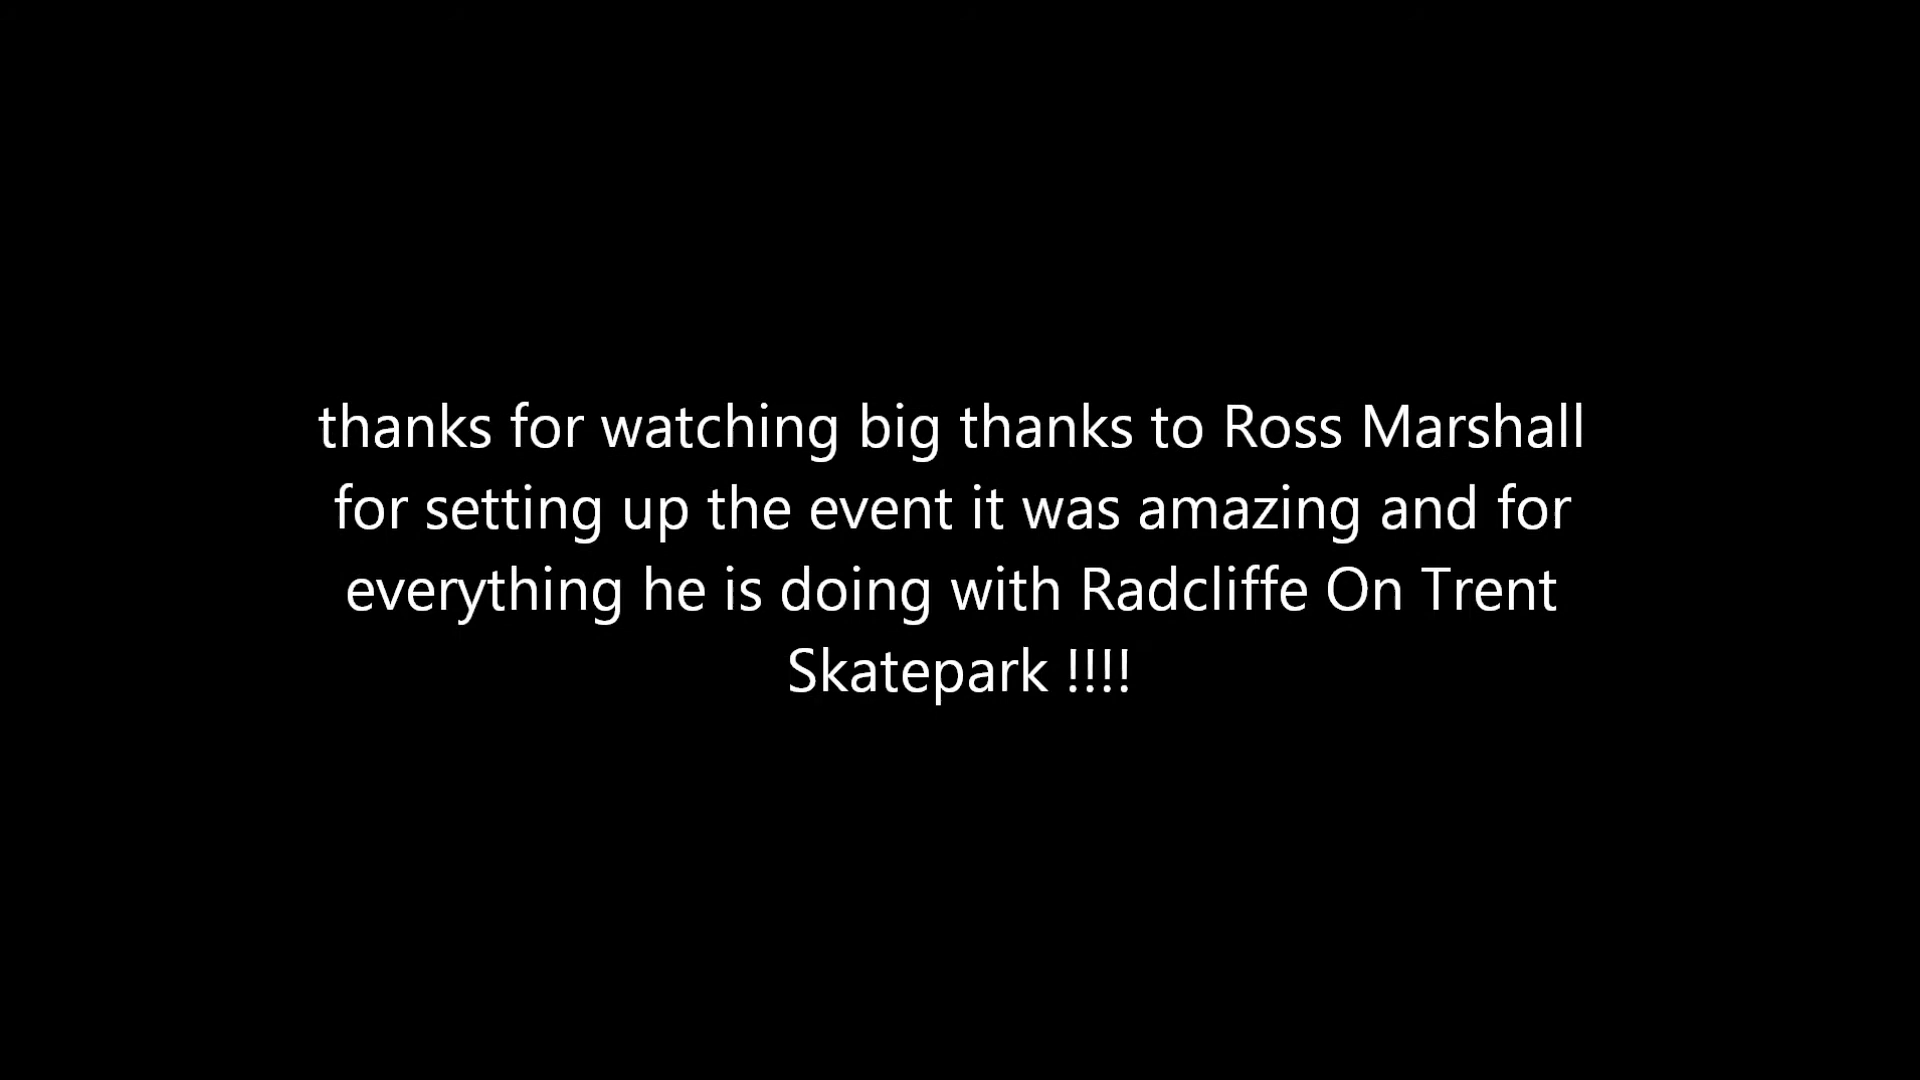 thanks for watching big thanks to Ross Marshall
for setting up the event it was amazing and for
everything he is doing with Radcliffe On Trent
Skatepark !!!!